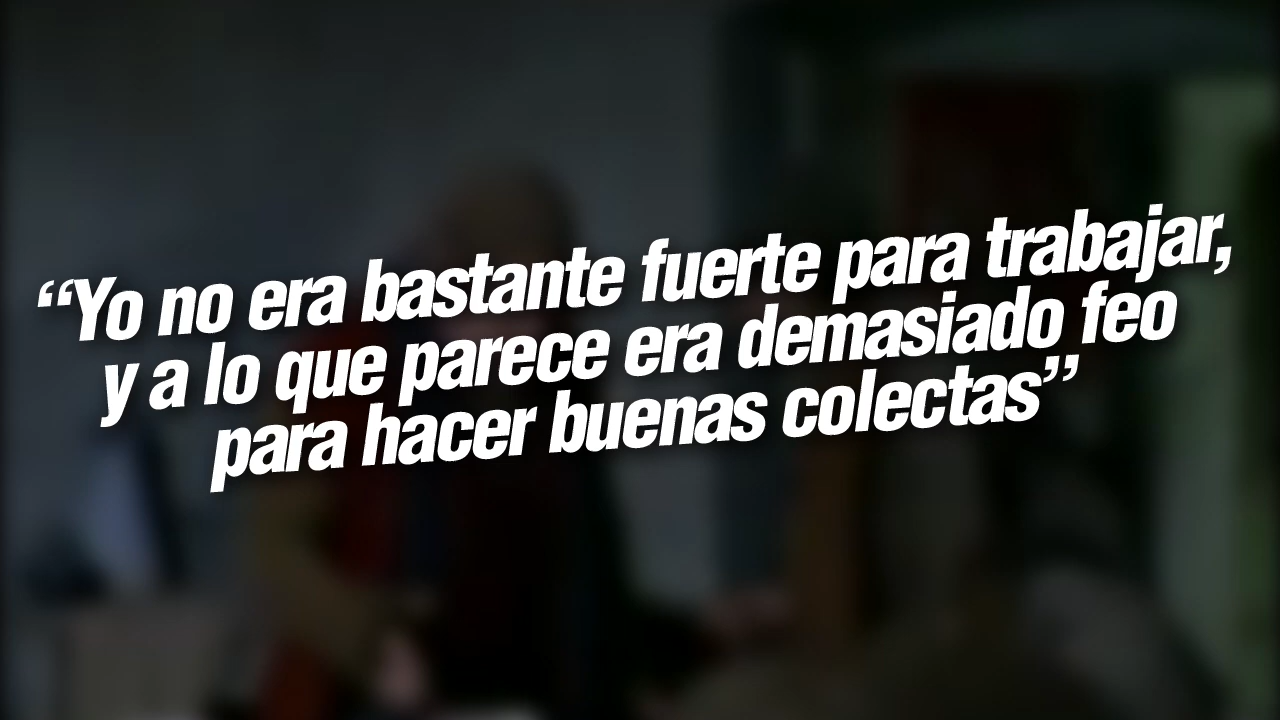 “Yo no era bastante fuerte para trabajar,
y a lo que parece era demasiado feo
para hacer buenas colectas”